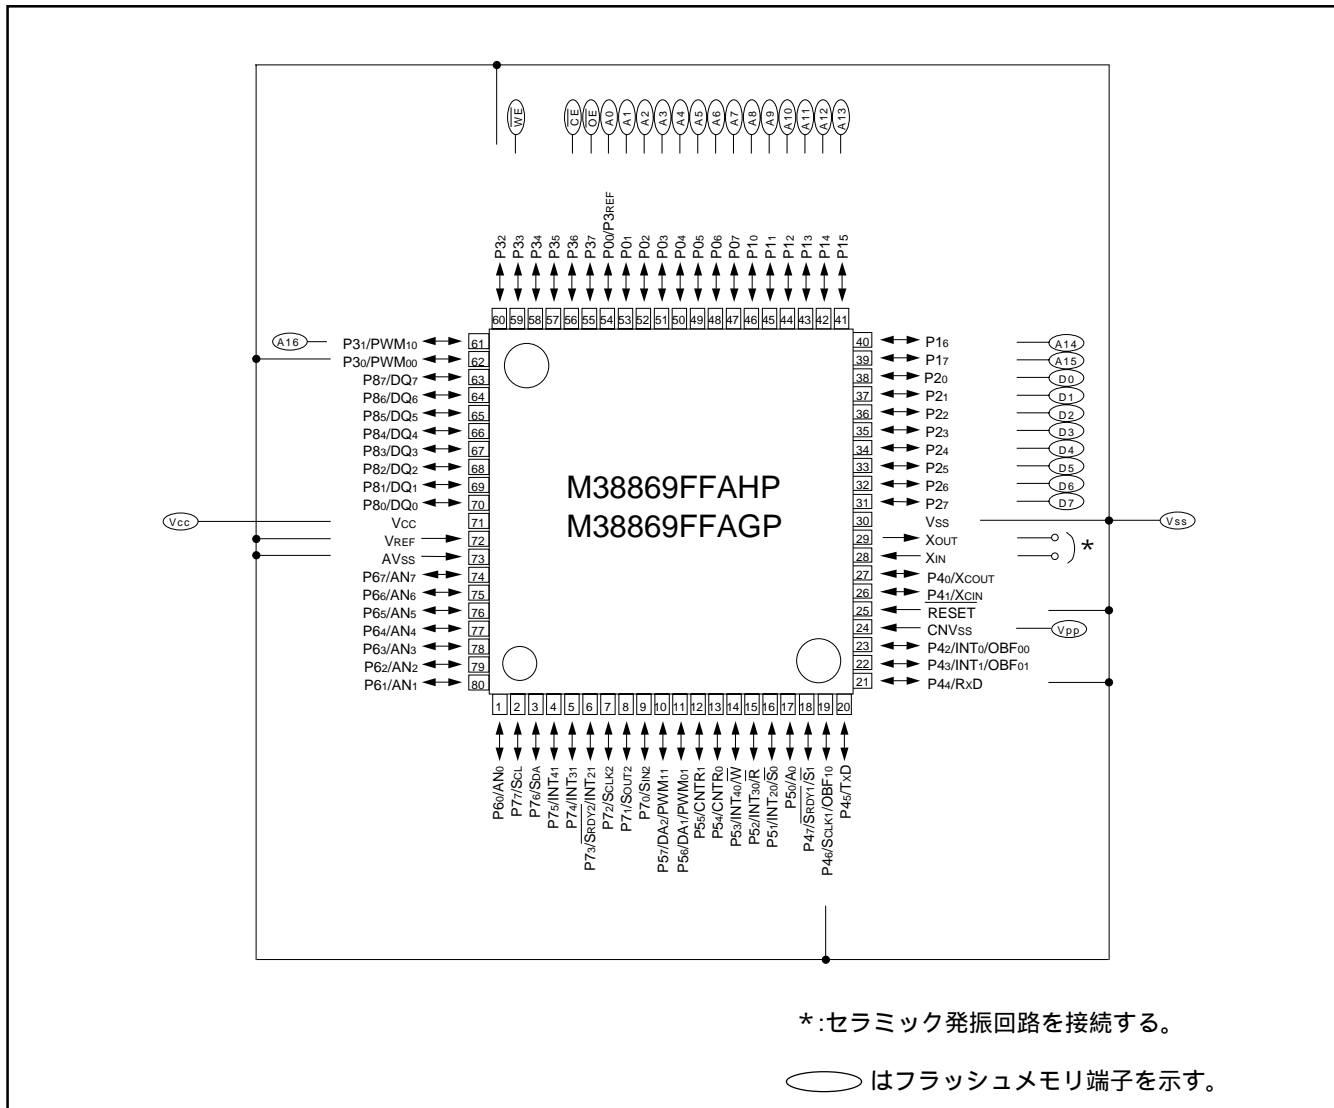 WE CE OE A0 A1 A2 A3 A4 A5 A6 A7 A8 A9 A10 A11 A12 A13
P32 P33 P34 P35 P36 P37 P00/P3REF P01 P02 P03 P04 P05 P06 P07 P10 P11 P12 P13 P14 P15
60 59 58 57 56 55 54 53 52 51 50 49 48 47 46 45 44 43 42 41
A16 P31/PWM10 61
P30/PWM00 62
P87/DQ7 63
P86/DQ6 64
P85/DQ5 65
P84/DQ4 66
P83/DQ3 67
P82/DQ2 68
P81/DQ1 69
P80/DQ0 70
Vcc VCC 71
VREF 72
AVSS 73
P67/AN7 74
P66/AN6 75
P65/AN5 76
P64/AN4 77
P63/AN3 78
P62/AN2 79
P61/AN1 80
M38869FFAHP
M38869FFAGP
40 P16 A14
39 P17 A15
38 P20 D0
37 P21 D1
36 P22 D2
35 P23 D3
34 P24 D4
33 P25 D5
32 P26 D6
31 P27 D7
30 VSS Vss
29 XOUT
28 XIN *
27 P40/XCOUT
26 P41/XCIN
25 RESET
24 CNVSS Vpp
23 P42/INT0/OBF00
22 P43/INT1/OBF01
21 P44/RXD
1 2 3 4 5 6 7 8 9 10 11 12 13 14 15 16 17 18 19 20
P60/AN0 P77/SCL P76/SDA P75/INT41 P74/INT31 P73/SRDY2/INT21 P72/SCLK2 P71/SOUT2 P70/SIN2 P57/DA2/PWM11 P56/DA1/PWM01 P55/CNTR1 P54/CNTR0 P53/INT40/W P52/INT30/R P51/INT20/S0 P50/A0 P47/SRDY1/S1 P46/SCLK1/OBF10 P45/TXD
*:セラミック発振回路を接続する。
はフラッシュメモリ端子を示す。